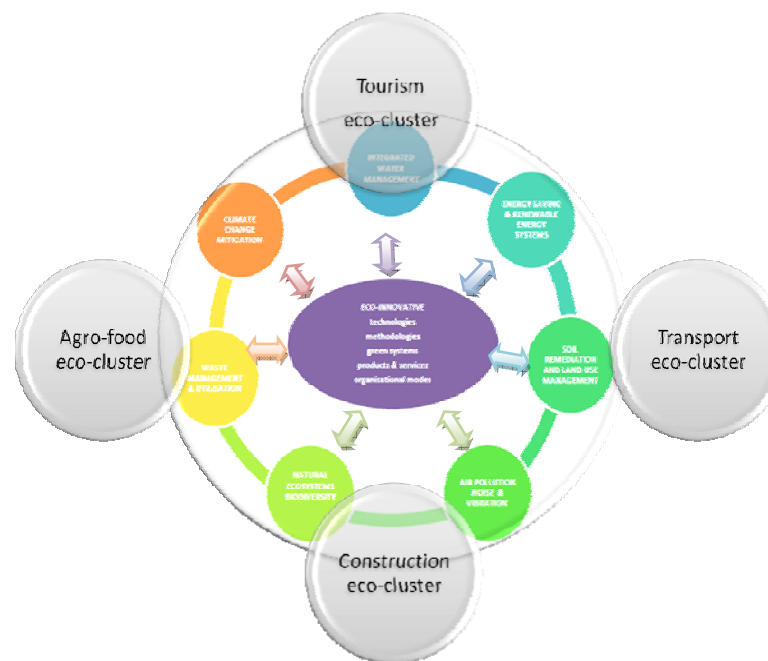 Tourism
eco-cluster
INTEGRATED
WATER
MANAGEMENT
ENERGY SAVING
& RENEWABLE
ENERGY
SYSTEMS
CLIMATE
CHANGE
MITIGATION
ECO-INNOVATIVE
technologies
methodologies
green systems
products & services
organizational modes
Agro-food
eco-cluster
Transport
eco-cluster
WASTE
MANAGEMENT
& UTILISATION
SOIL
REMEDIATION
AND LAND USE
MANAGEMENT
NATURAL
ECOSYSTEMS
BIODIVERSITY
AIR POLLUTION
NOISE &
VIBRATION
Construction
eco-cluster